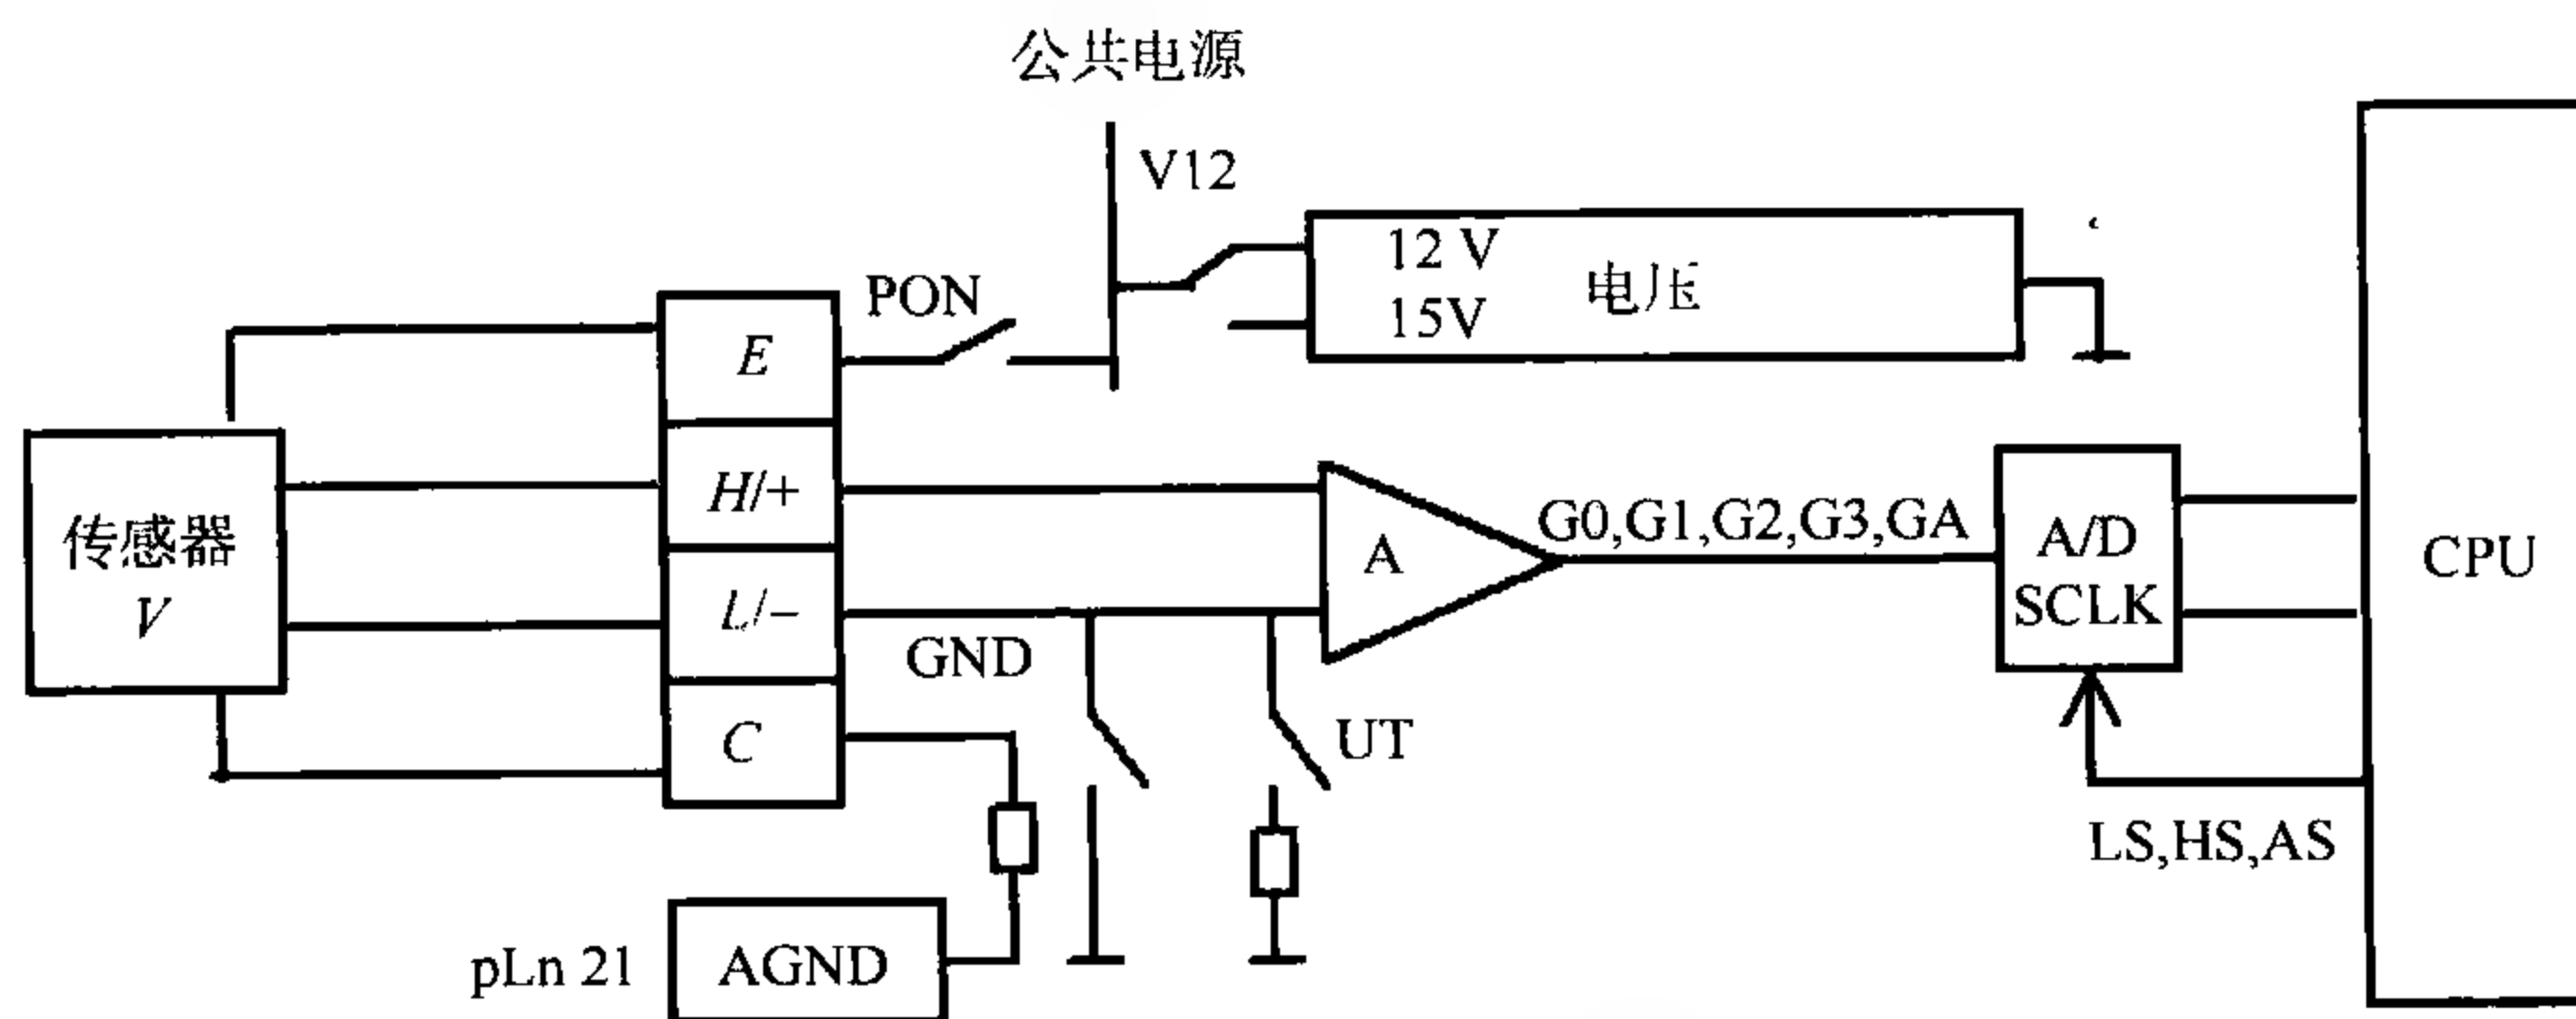 公共电源
V12
12 V
15V
电压
PON
E
H/+
L/−
C
传感器
V
GND
UT
A
G0,G1,G2,G3,GA
A/D
SCLK
CPU
LS,HS,AS
pLn 21
AGND